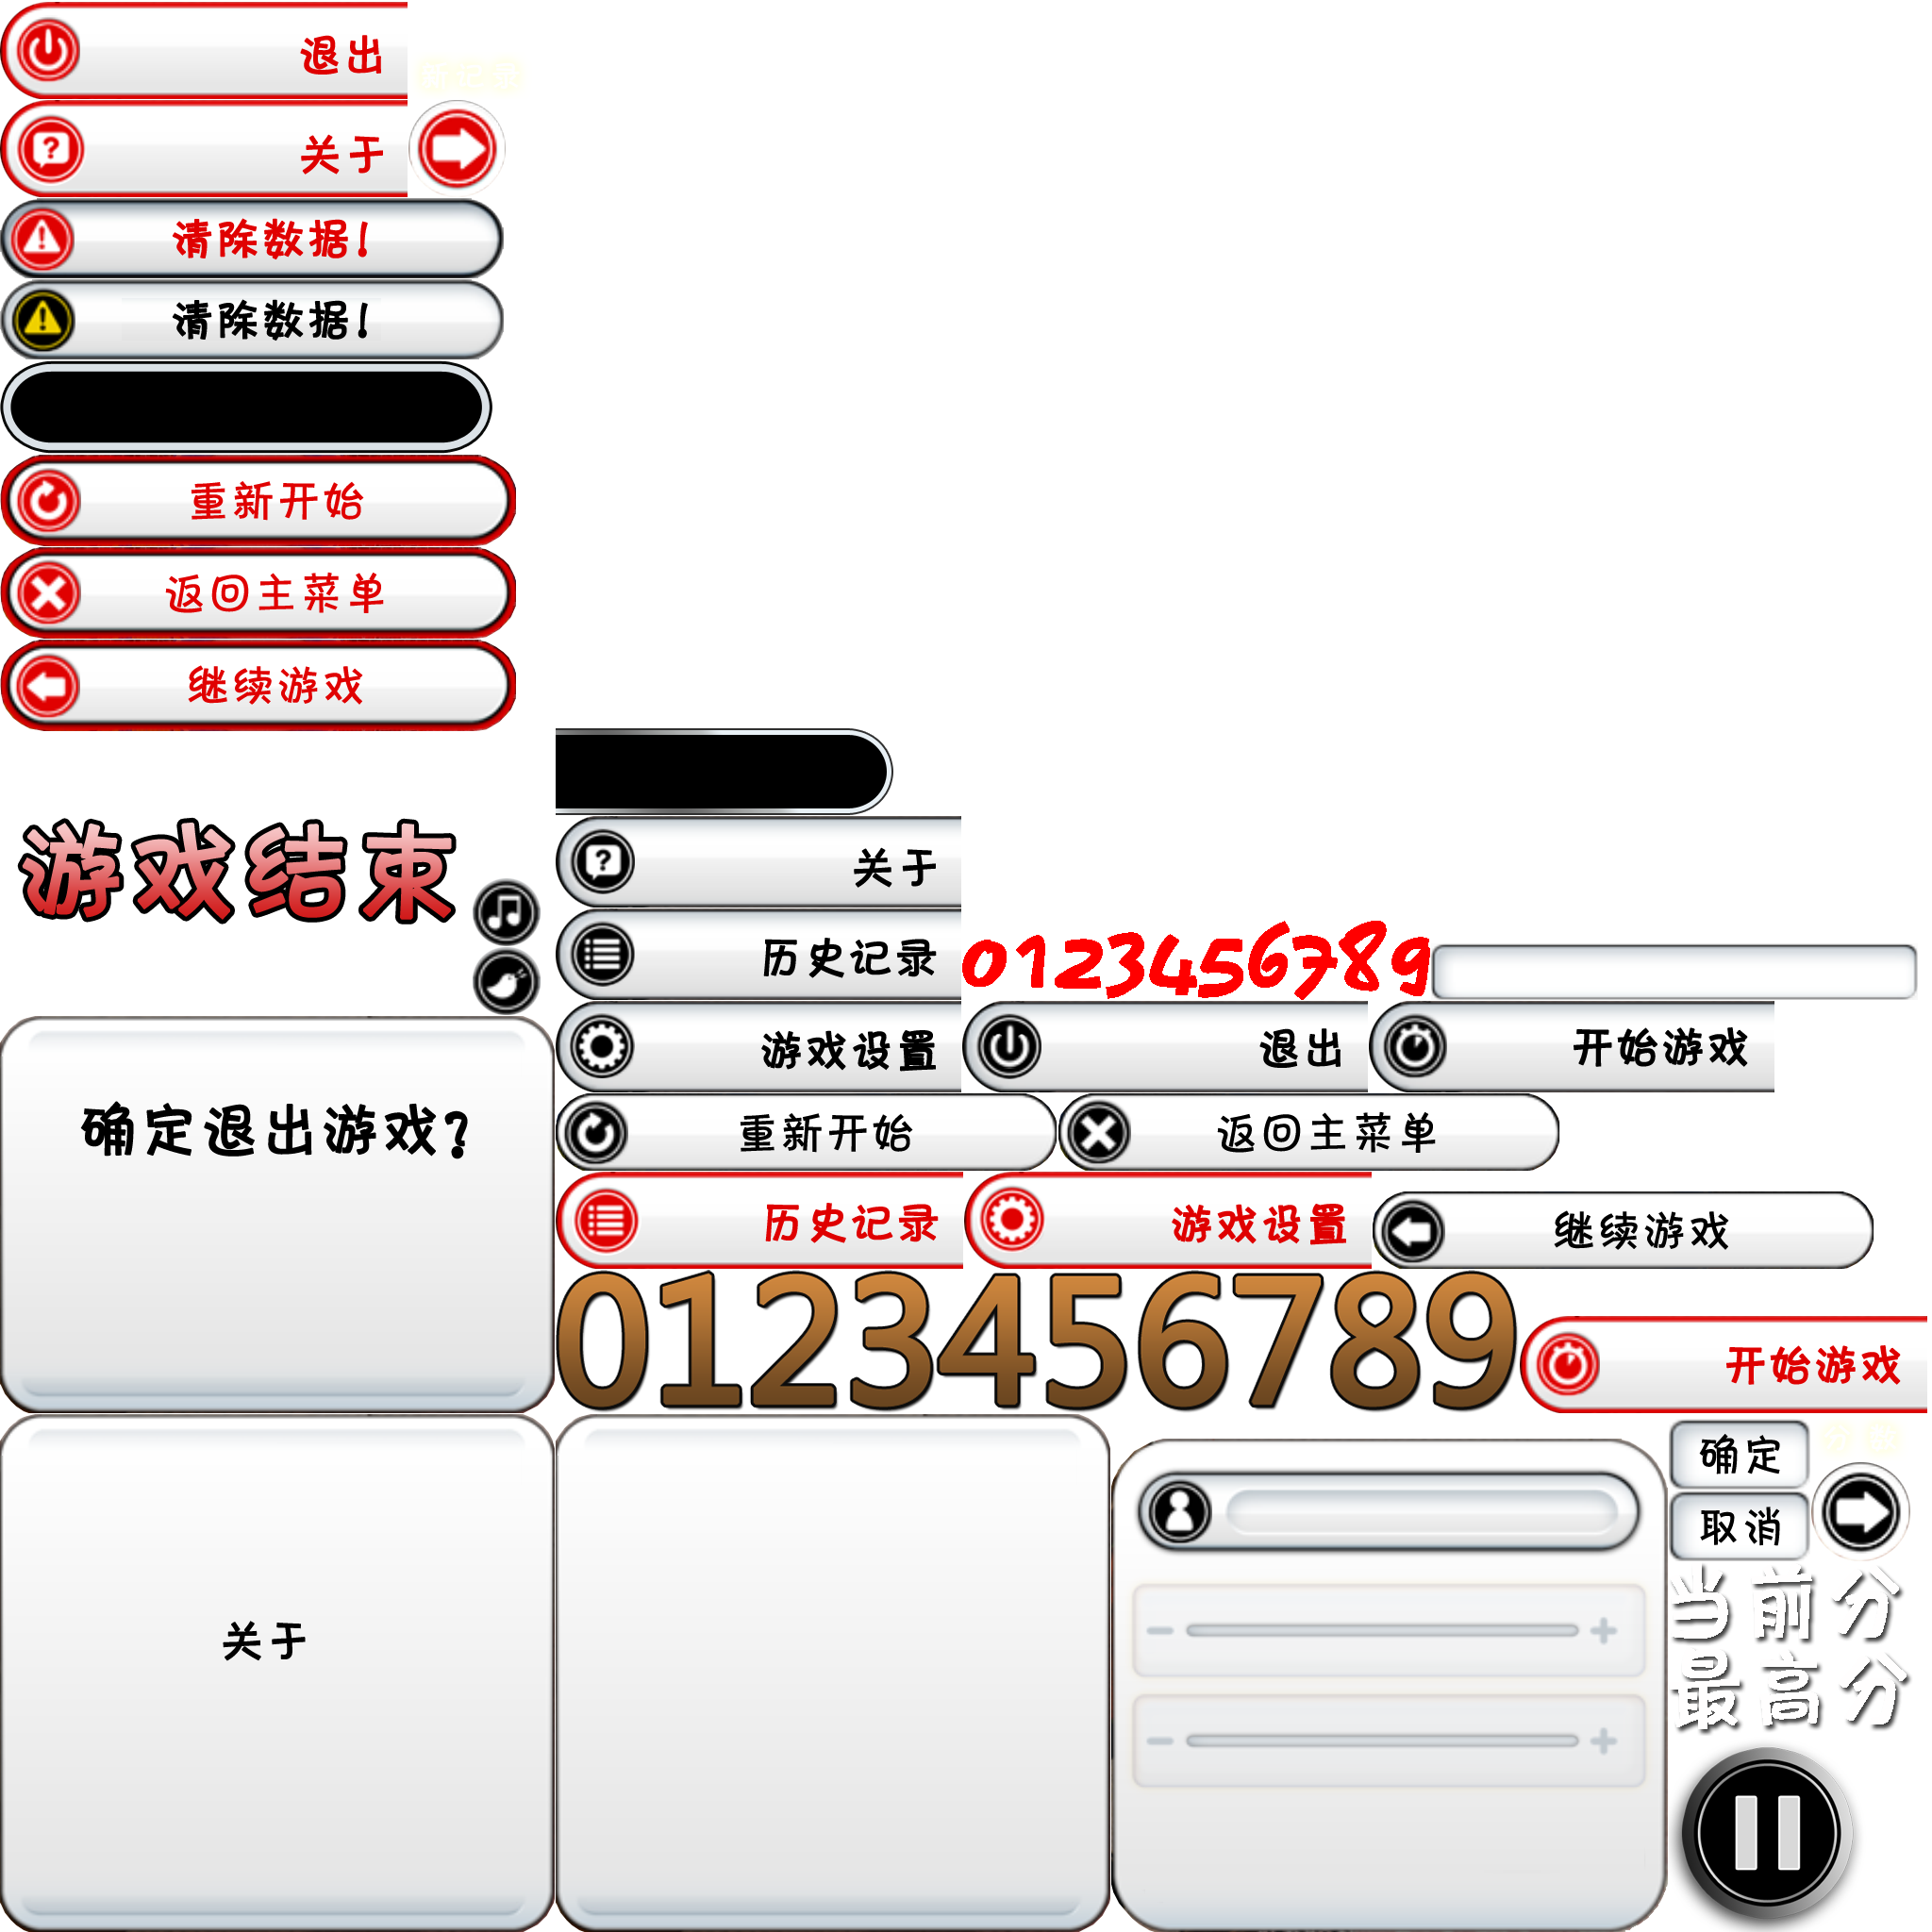 退出
关于
清除数据!
清除数据!
重新开始
返回主菜单
继续游戏
游戏结束
关于
历史记录
0123456789
游戏设置
退出
开始游戏
确定退出游戏?
重新开始
返回主菜单
历史记录
游戏设置
继续游戏
0123456789
开始游戏
关于
确定
取消
当前分
最高分